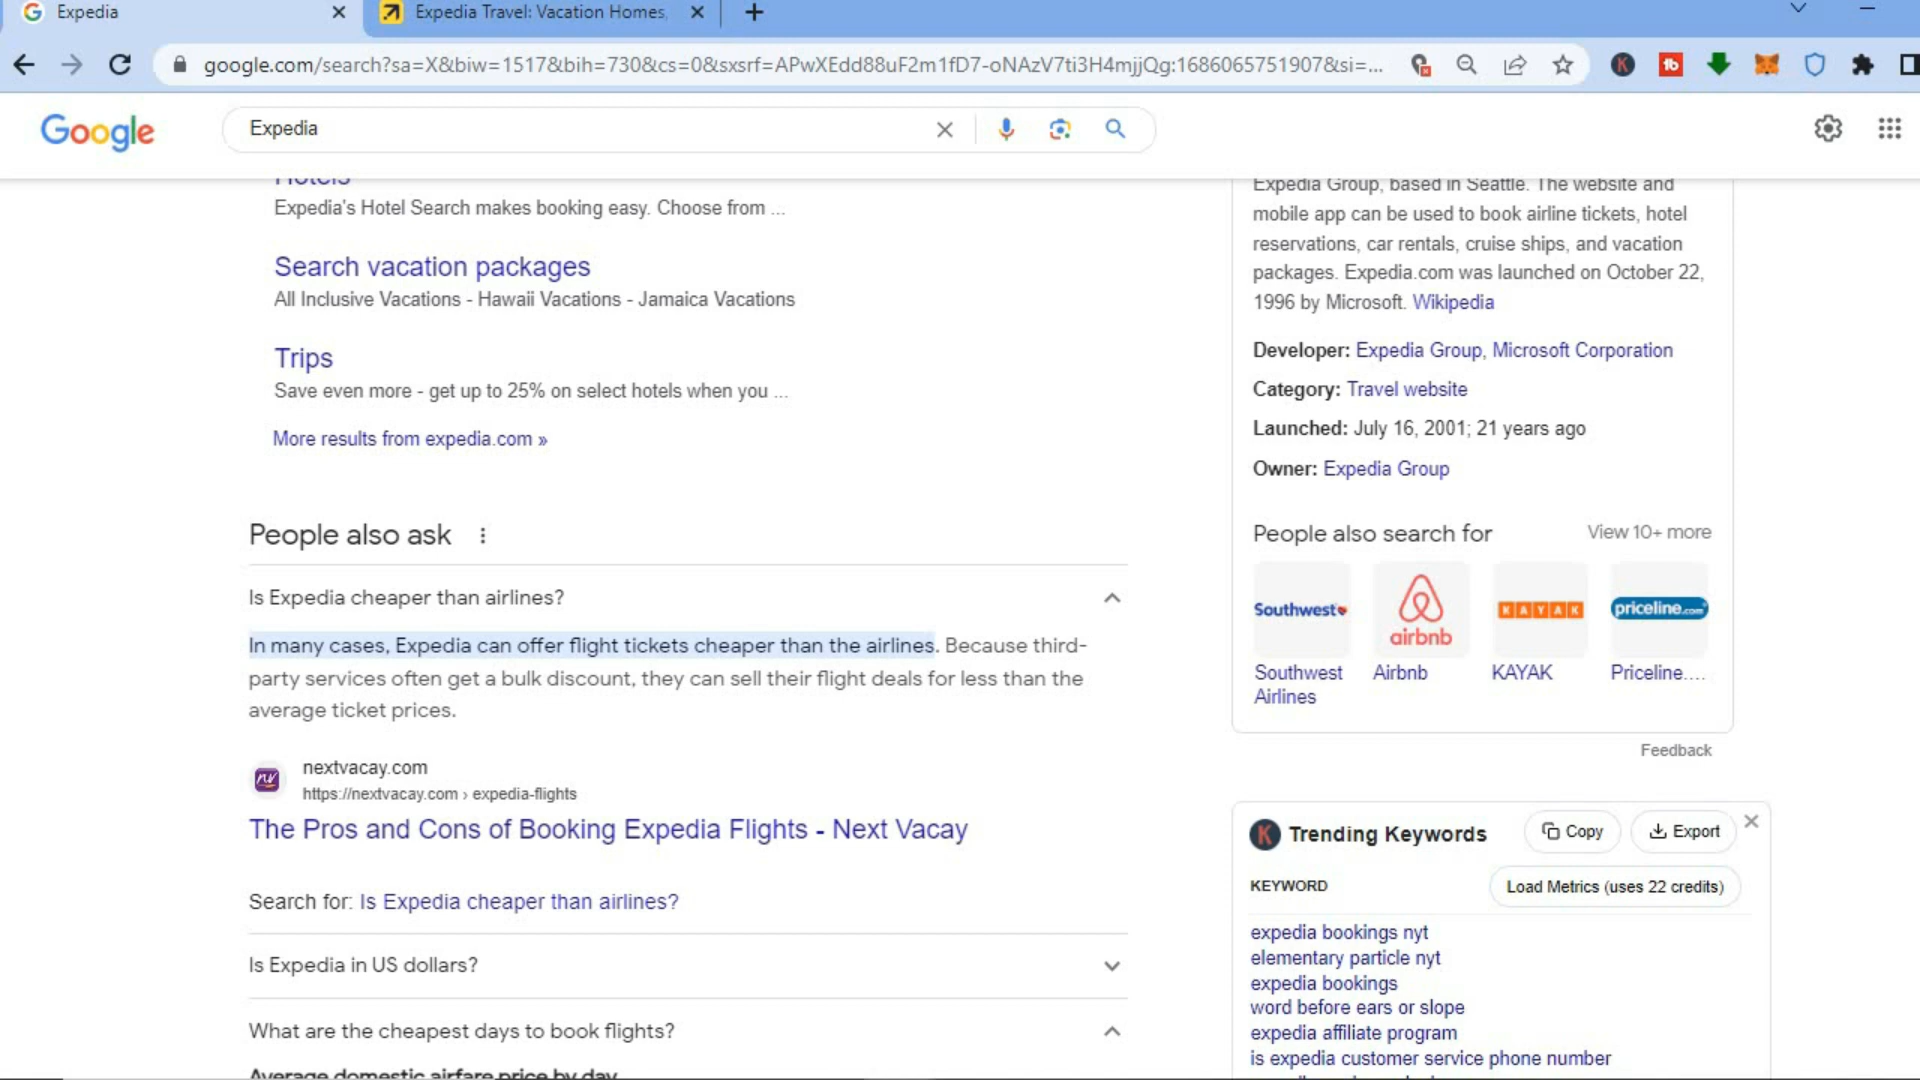 Expedia
Expedia Travel: Vacation Homes,
google.com/search?sa=X&biw=1517&bih=730&cs=0&sxsrf=APwXEdd88uF2m1fD7-oNAzV7ti3H4mjjQg:1686065751907&si=...
Google
Expedia
Hotels
Expedia's Hotel Search makes booking easy. Choose from ...
Search vacation packages
All Inclusive Vacations - Hawaii Vacations - Jamaica Vacations
Trips
Save even more - get up to 25% on select hotels when you ...
More results from expedia.com »
People also ask
Is Expedia cheaper than airlines?
In many cases, Expedia can offer flight tickets cheaper than the airlines. Because third-
party services often get a bulk discount, they can sell their flight deals for less than the
average ticket prices.
nv
nextvacay.com
https://nextvacay.com › expedia-flights
The Pros and Cons of Booking Expedia Flights - Next Vacay
Search for: Is Expedia cheaper than airlines?
Is Expedia in US dollars?
What are the cheapest days to book flights?
Average domestic airfare price by day
Expedia Group, based in Seattle. The website and
mobile app can be used to book airline tickets, hotel
reservations, car rentals, cruise ships, and vacation
packages. Expedia.com was launched on October 22,
1996 by Microsoft. Wikipedia
Developer: Expedia Group, Microsoft Corporation
Category: Travel website
Launched: July 16, 2001; 21 years ago
Owner: Expedia Group
People also search for
View 10+ more
Southwest
airbnb
KAYAK
priceline.com
Southwest
Airlines
Airbnb
KAYAK
Priceline....
Feedback
K
Trending Keywords
Copy
Export
KEYWORD
Load Metrics (uses 22 credits)
expedia bookings nyt
elementary particle nyt
expedia bookings
word before ears or slope
expedia affiliate program
is expedia customer service phone number